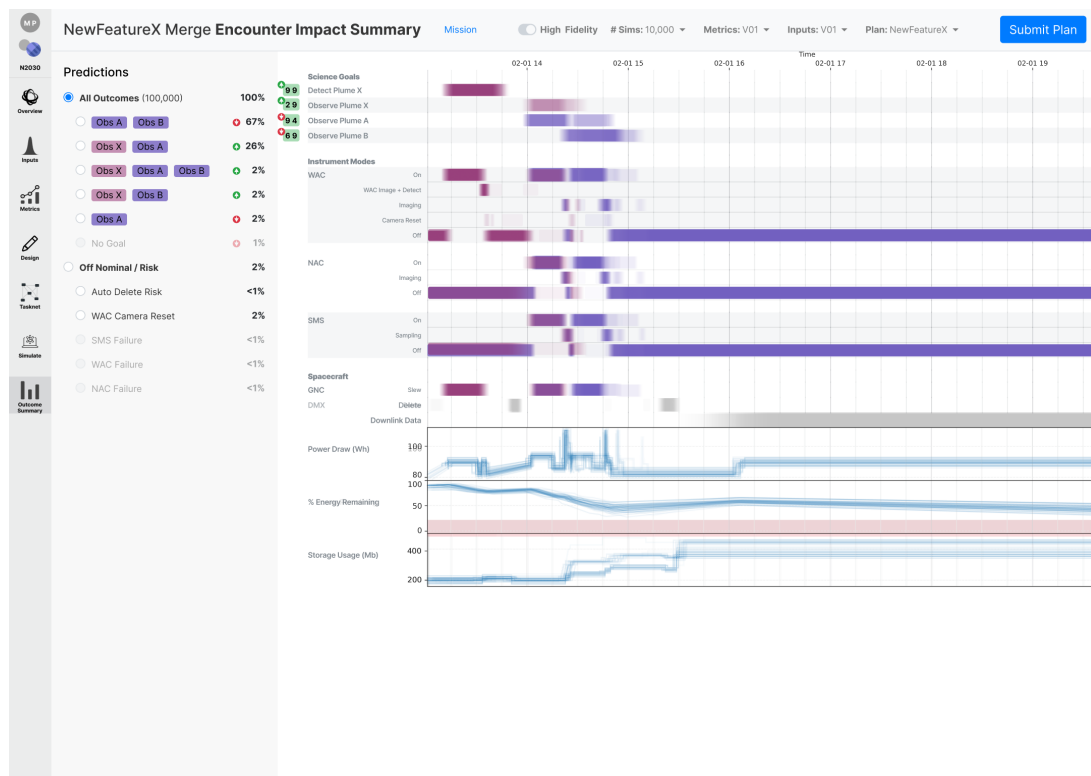 MP
N2030
Overview
Inputs
Metrics
Design
Tasknet
Simulate
Outcome
Summary
NewFeatureX Merge Encounter Impact Summary
Mission
High Fidelity
# Sims: 10,000
Metrics: V01
Inputs: V01
Plan: NewFeatureX
Submit Plan
Predictions
All Outcomes (100,000) 100%
Obs A Obs B 67%
Obs X Obs A 26%
Obs X Obs A Obs B 2%
Obs X Obs B 2%
Obs A 2%
No Goal 1%
Off Nominal / Risk 2%
Auto Delete Risk <1%
WAC Camera Reset 2%
SMS Failure <1%
WAC Failure <1%
NAC Failure <1%
Time
02-01 14 02-01 15 02-01 16 02-01 17 02-01 18 02-01 19
Science Goals
99 Detect Plume X
29 Observe Plume X
94 Observe Plume A
69 Observe Plume B
Instrument Modes
WAC On
WAC Image + Detect
Imaging
Camera Reset
Off
NAC On
Imaging
Off
SMS On
Sampling
Off
Spacecraft
GNC Slew
DMX Delete
Downlink Data
Power Draw (Wh) 100
80
100
% Energy Remaining 50
0
Storage Usage (Mb) 400
200